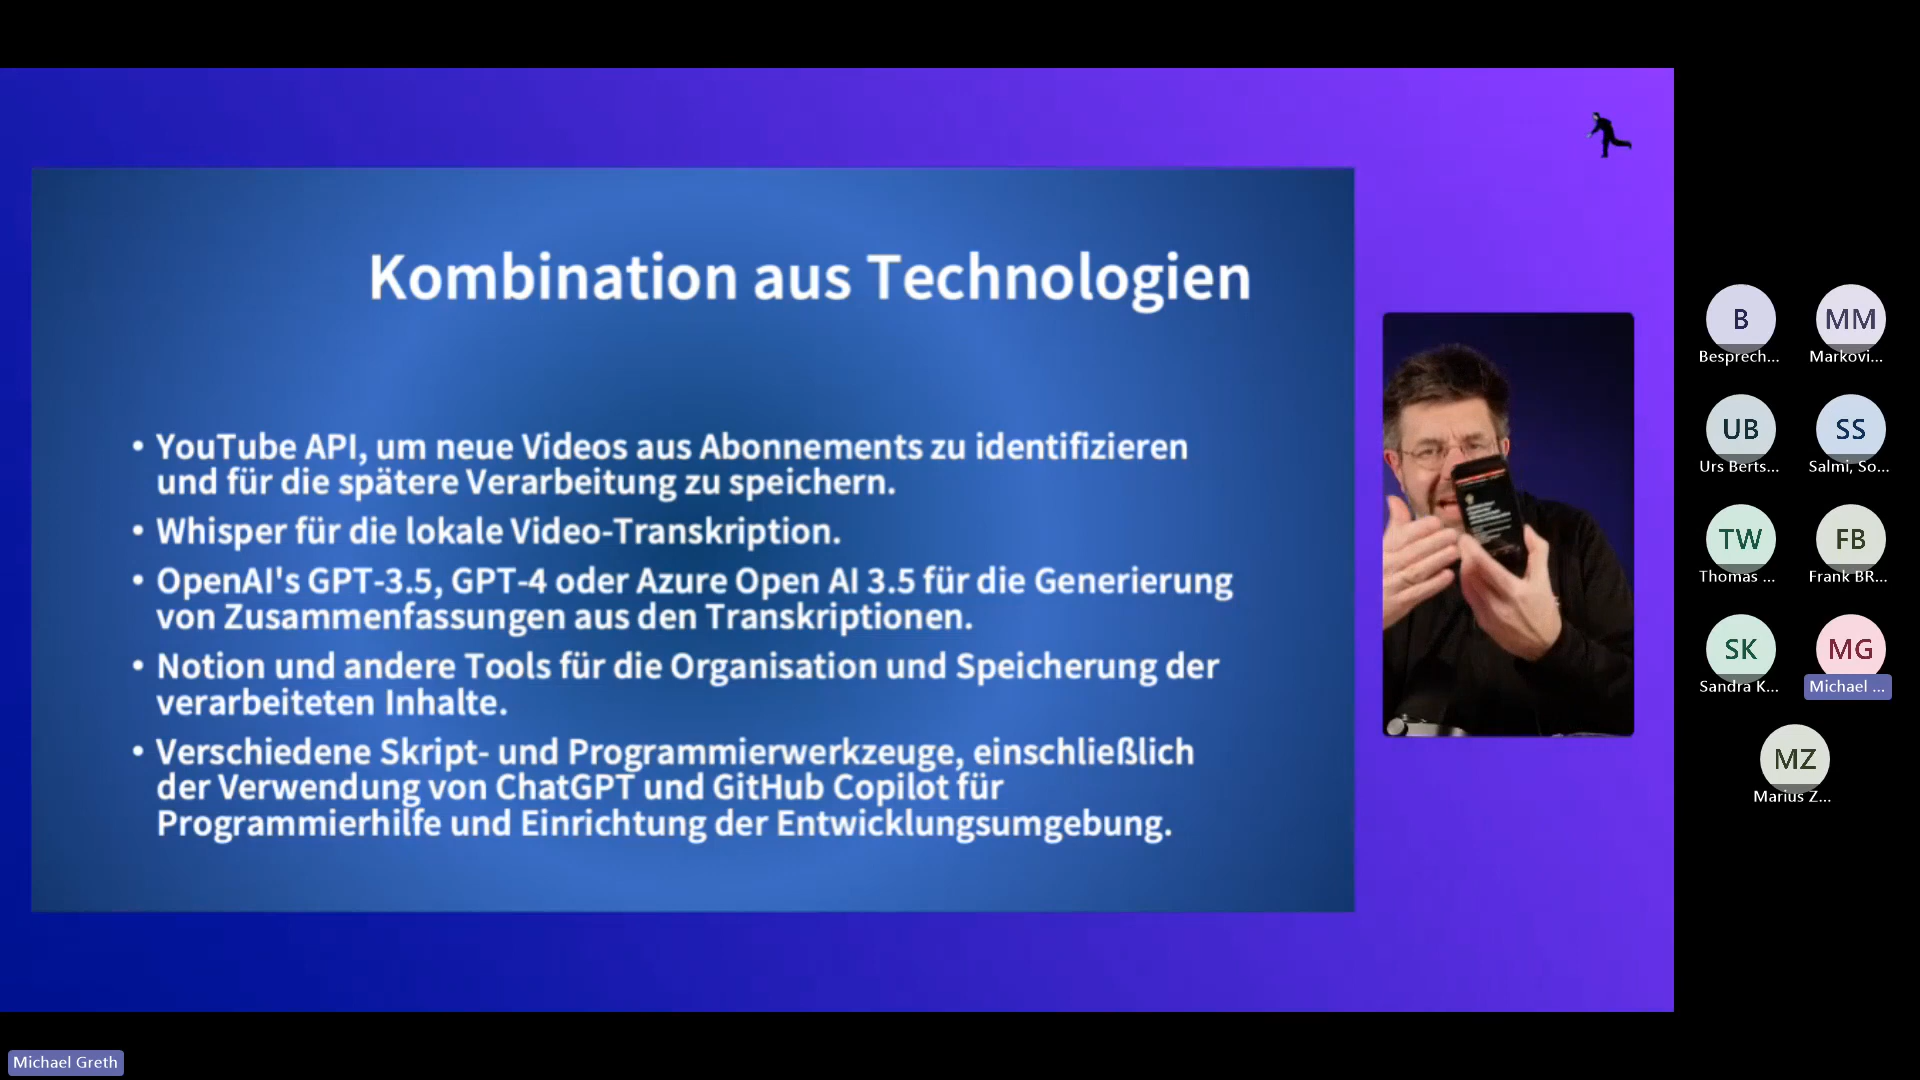 Kombination aus Technologien
• YouTube API, um neue Videos aus Abonnements zu identifizieren
und für die spätere Verarbeitung zu speichern.
• Whisper für die lokale Video-Transkription.
• OpenAI's GPT-3.5, GPT-4 oder Azure Open AI 3.5 für die Generierung
von Zusammenfassungen aus den Transkriptionen.
• Notion und andere Tools für die Organisation und Speicherung der
verarbeiteten Inhalte.
• Verschiedene Skript- und Programmierwerkzeuge, einschließlich
der Verwendung von ChatGPT und GitHub Copilot für
Programmierhilfe und Einrichtung der Entwicklungsumgebung.
B
Besprech...
MM
Markovi...
UB
Urs Berts...
SS
Salmi, So...
TW
Thomas ...
FB
Frank BR...
SK
Sandra K...
MG
Michael ...
MZ
Marius Z...
Michael Greth